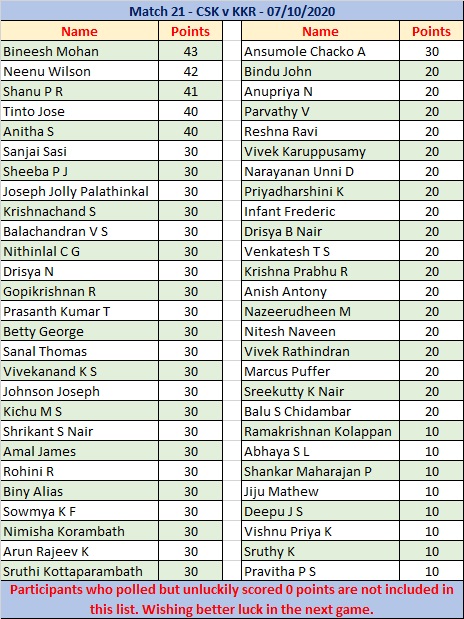 Match 21 - CSK v KKR - 07/10/2020
Name Points
Bineesh Mohan 43
Neenu Wilson 42
Shanu P R 41
Tinto Jose 40
Anitha S 40
Sanjai Sasi 30
Sheeba P J 30
Joseph Jolly Palathinkal 30
Krishnachand S 30
Balachandran V S 30
Nithinlal C G 30
Drisya N 30
Gopikrishnan R 30
Prasanth Kumar T 30
Betty George 30
Sanal Thomas 30
Vivekanand K S 30
Johnson Joseph 30
Kichu M S 30
Shrikant S Nair 30
Amal James 30
Rohini R 30
Biny Alias 30
Sowmya K F 30
Nimisha Korambath 30
Arun Rajeev K 30
Sruthi Kottaparambath 30
Name Points
Ansumole Chacko A 30
Bindu John 20
Anupriya N 20
Parvathy V 20
Reshna Ravi 20
Vivek Karuppusamy 20
Narayanan Unni D 20
Priyadharshini K 20
Infant Frederic 20
Drisya B Nair 20
Venkatesh T S 20
Krishna Prabhu R 20
Anish Antony 20
Nazeerudheen M 20
Nitesh Naveen 20
Vivek Rathindran 20
Marcus Puffer 20
Sreekutty K Nair 20
Balu S Chidambar 20
Ramakrishnan Kolappan 10
Abhaya S L 10
Shankar Maharajan P 10
Jiju Mathew 10
Deepu J S 10
Vishnu Priya K 10
Sruthy K 10
Pravitha P S 10
Participants who polled but unluckily scored 0 points are not included in
this list. Wishing better luck in the next game.